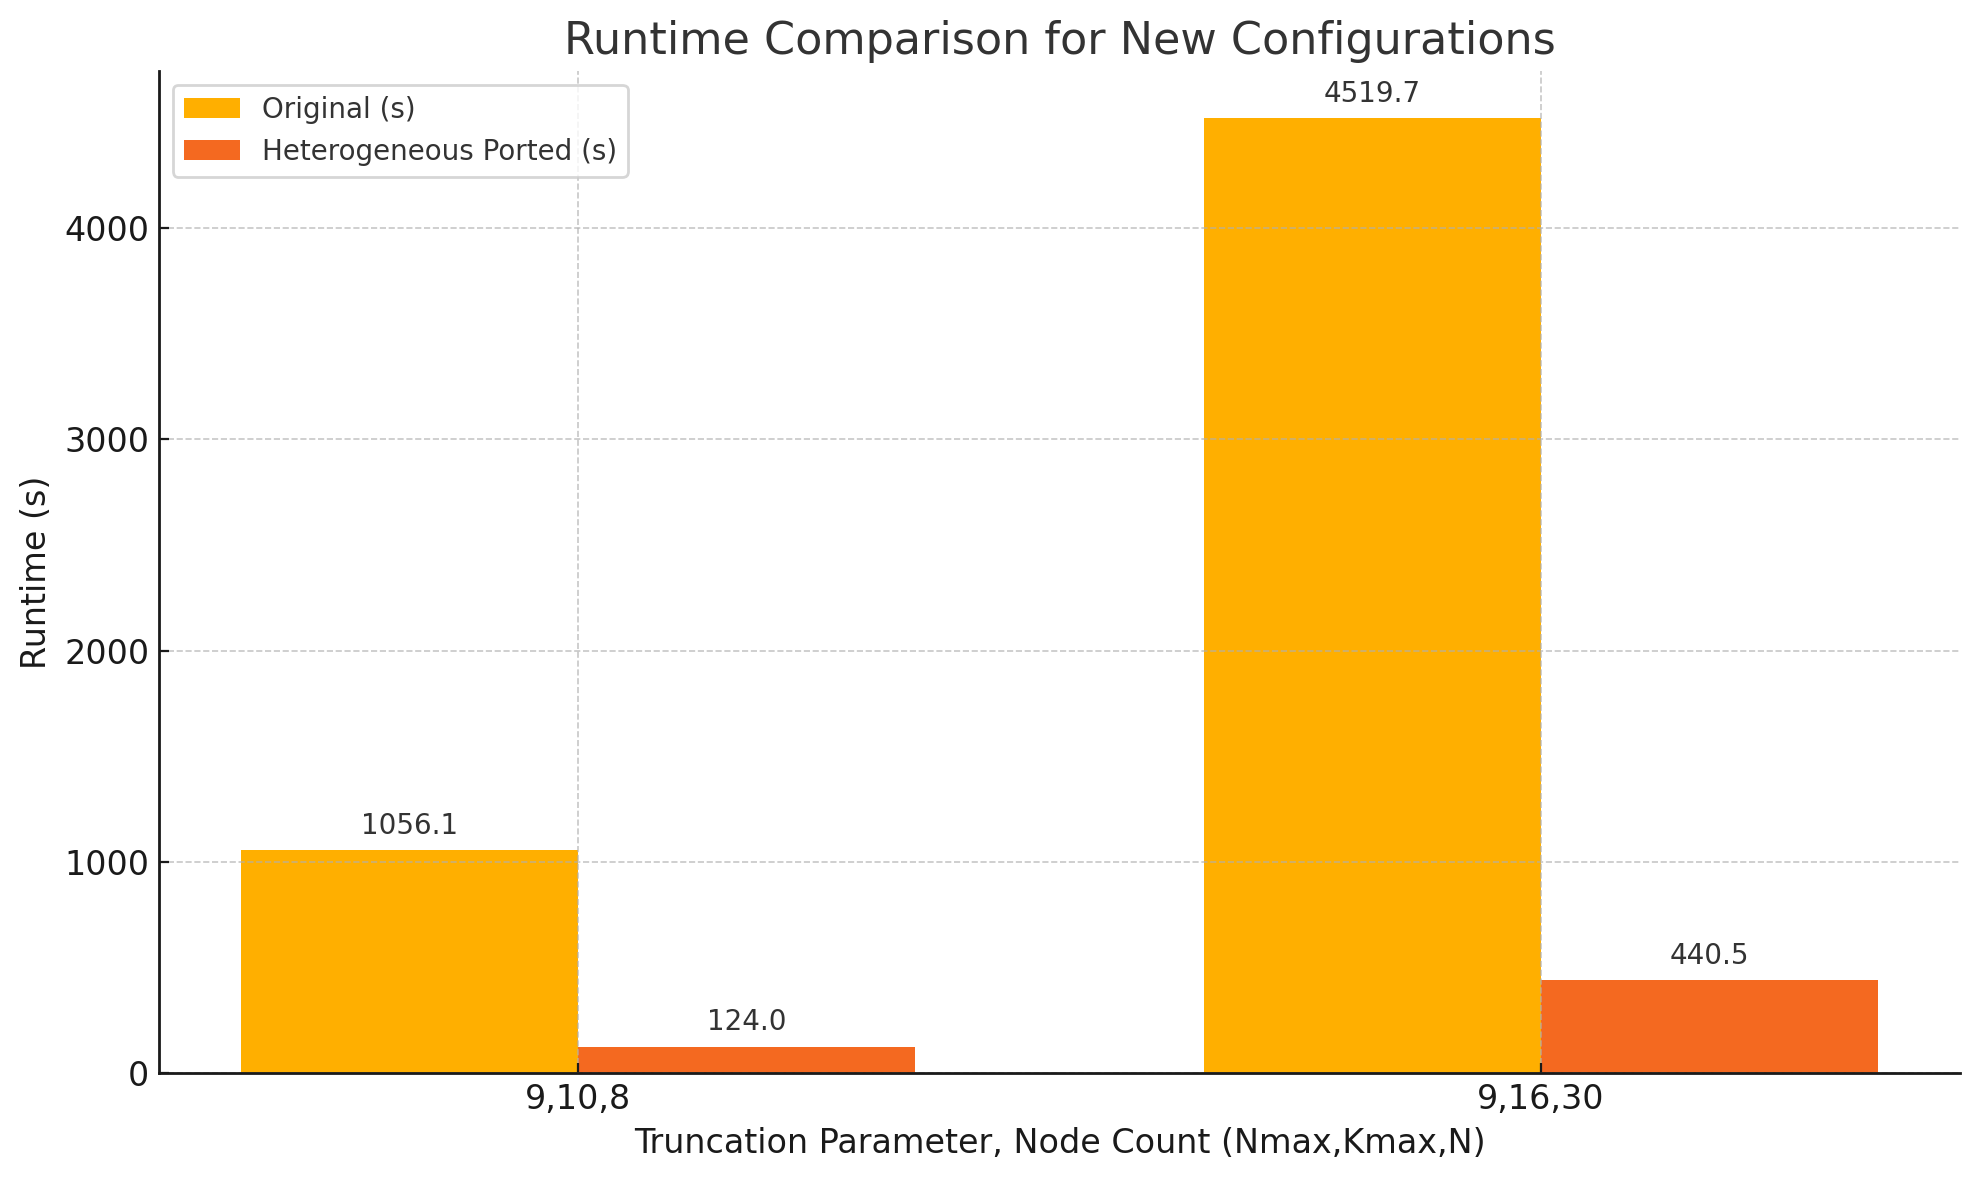 Runtime Comparison for New Configurations
Original (s)
Heterogeneous Ported (s)
Runtime (s)
4000
3000
2000
1000
0
1056.1
124.0
4519.7
440.5
9,10,8
9,16,30
Truncation Parameter, Node Count (Nmax,Kmax,N)